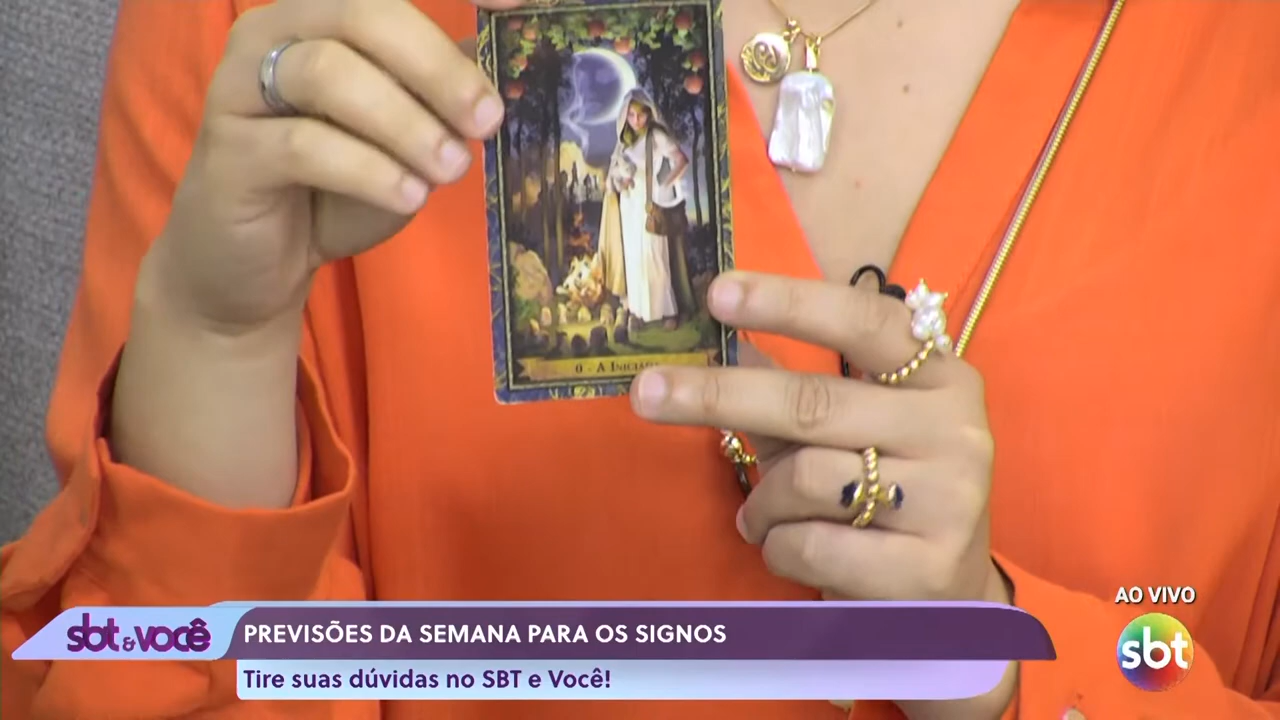 0 - A INICIADA
AO VIVO
sbt&você
PREVISÕES DA SEMANA PARA OS SIGNOS
sbt
Tire suas dúvidas no SBT e Você!